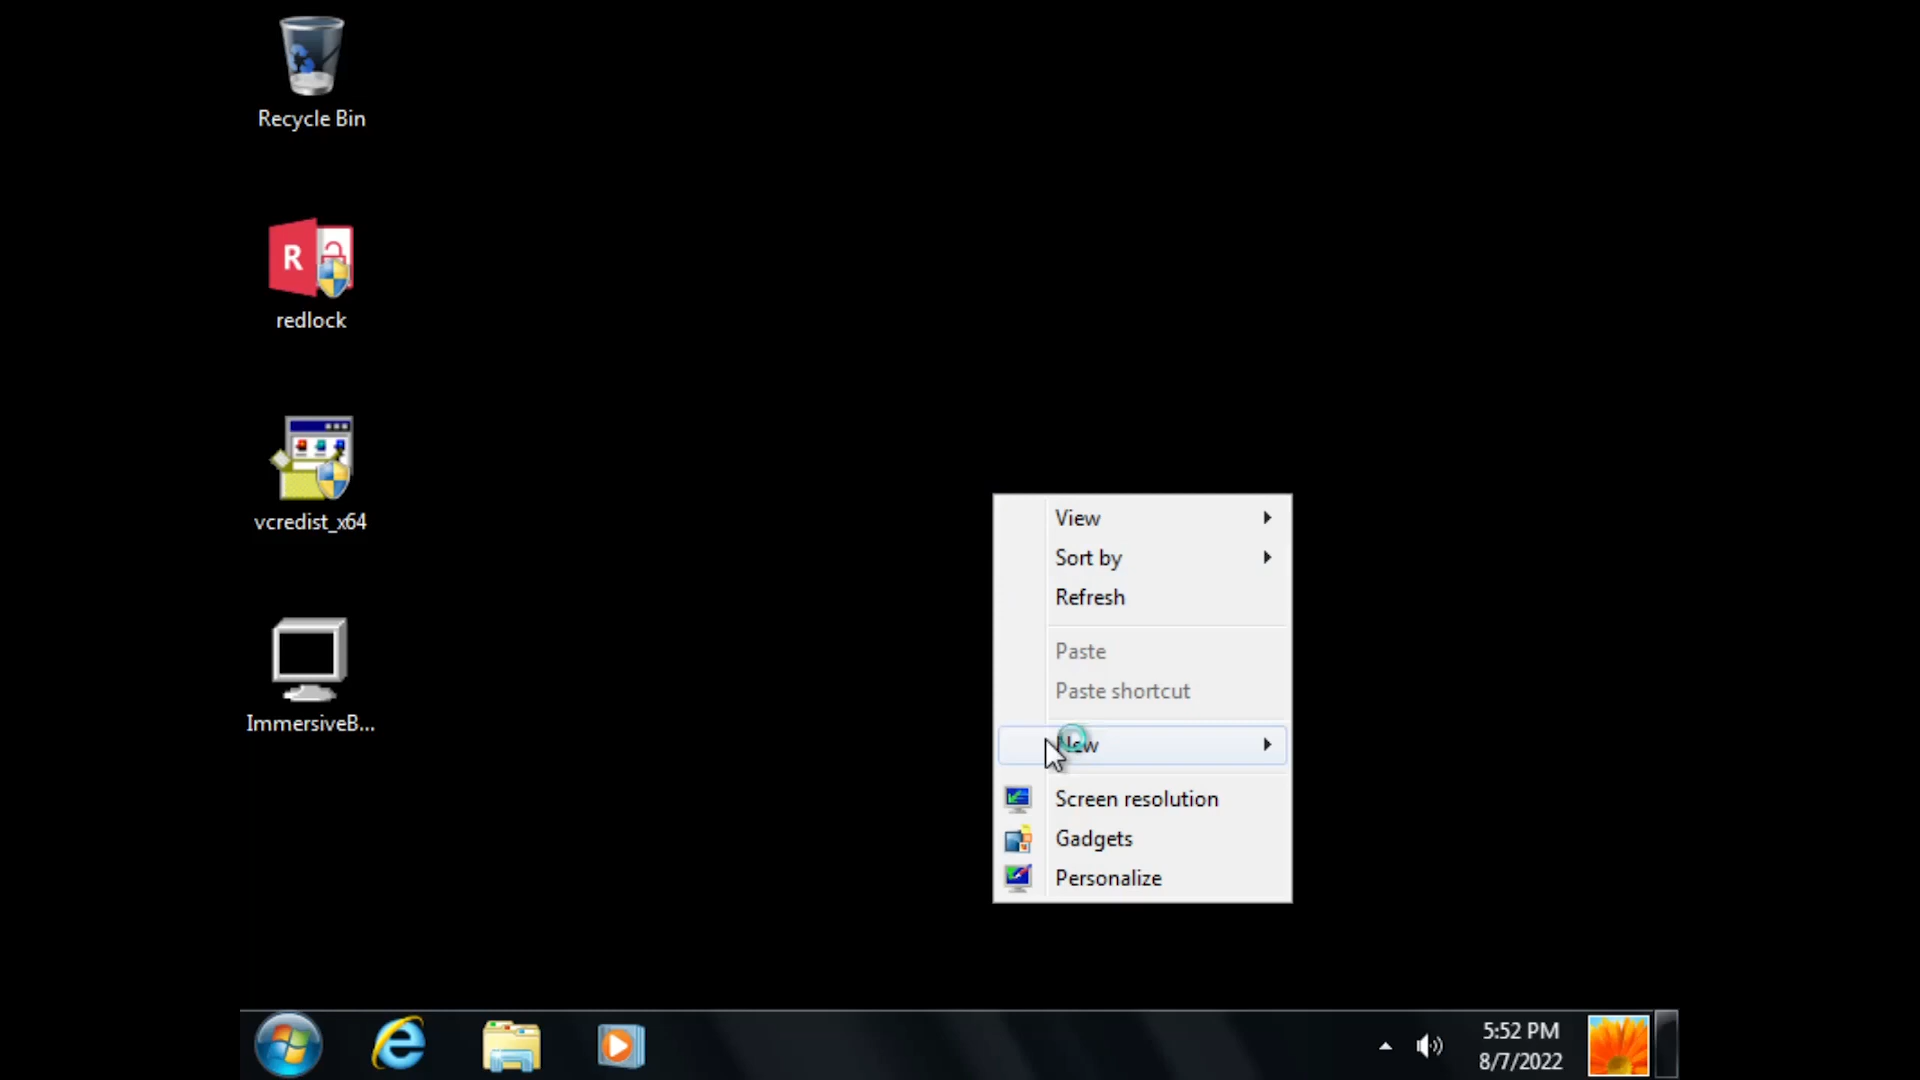 Recycle Bin
R
redlock
vcredist_x64
ImmersiveB...
View
Sort by
Refresh
Paste
Paste shortcut
New
Screen resolution
Gadgets
Personalize
5:52 PM
8/7/2022